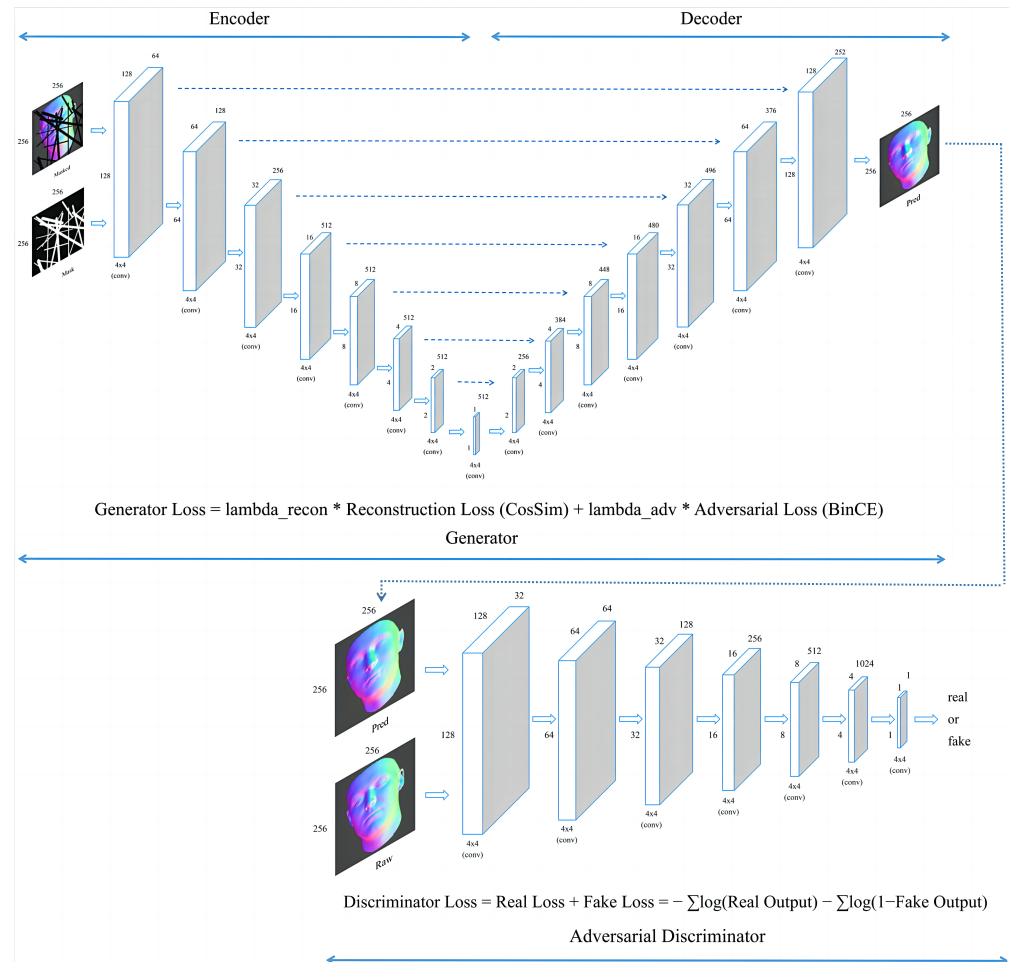 Encoder
Decoder
256
256
Masked
256
256
Mask
128
64
128
4x4
(conv)
64
128
64
4x4
(conv)
32
256
32
4x4
(conv)
16
512
16
4x4
(conv)
8
512
8
4x4
(conv)
4
512
4
4x4
(conv)
2
512
2
4x4
(conv)
1
512
1
4x4
(conv)
2
256
2
4x4
(conv)
4
384
4
4x4
(conv)
8
448
8
4x4
(conv)
16
480
16
4x4
(conv)
32
496
32
4x4
(conv)
64
376
64
4x4
(conv)
128
252
128
4x4
(conv)
256
256
Pred
Generator Loss = lambda_recon * Reconstruction Loss (CosSim) + lambda_adv * Adversarial Loss (BinCE)
Generator
256
256
Pred
256
256
Raw
128
32
128
4x4
(conv)
64
64
64
4x4
(conv)
32
128
32
4x4
(conv)
16
256
16
4x4
(conv)
8
512
8
4x4
(conv)
4
1024
4
4x4
(conv)
1
1
1
4x4
(conv)
real
or
fake
Discriminator Loss = Real Loss + Fake Loss = − ∑log(Real Output) − ∑log(1−Fake Output)
Adversarial Discriminator